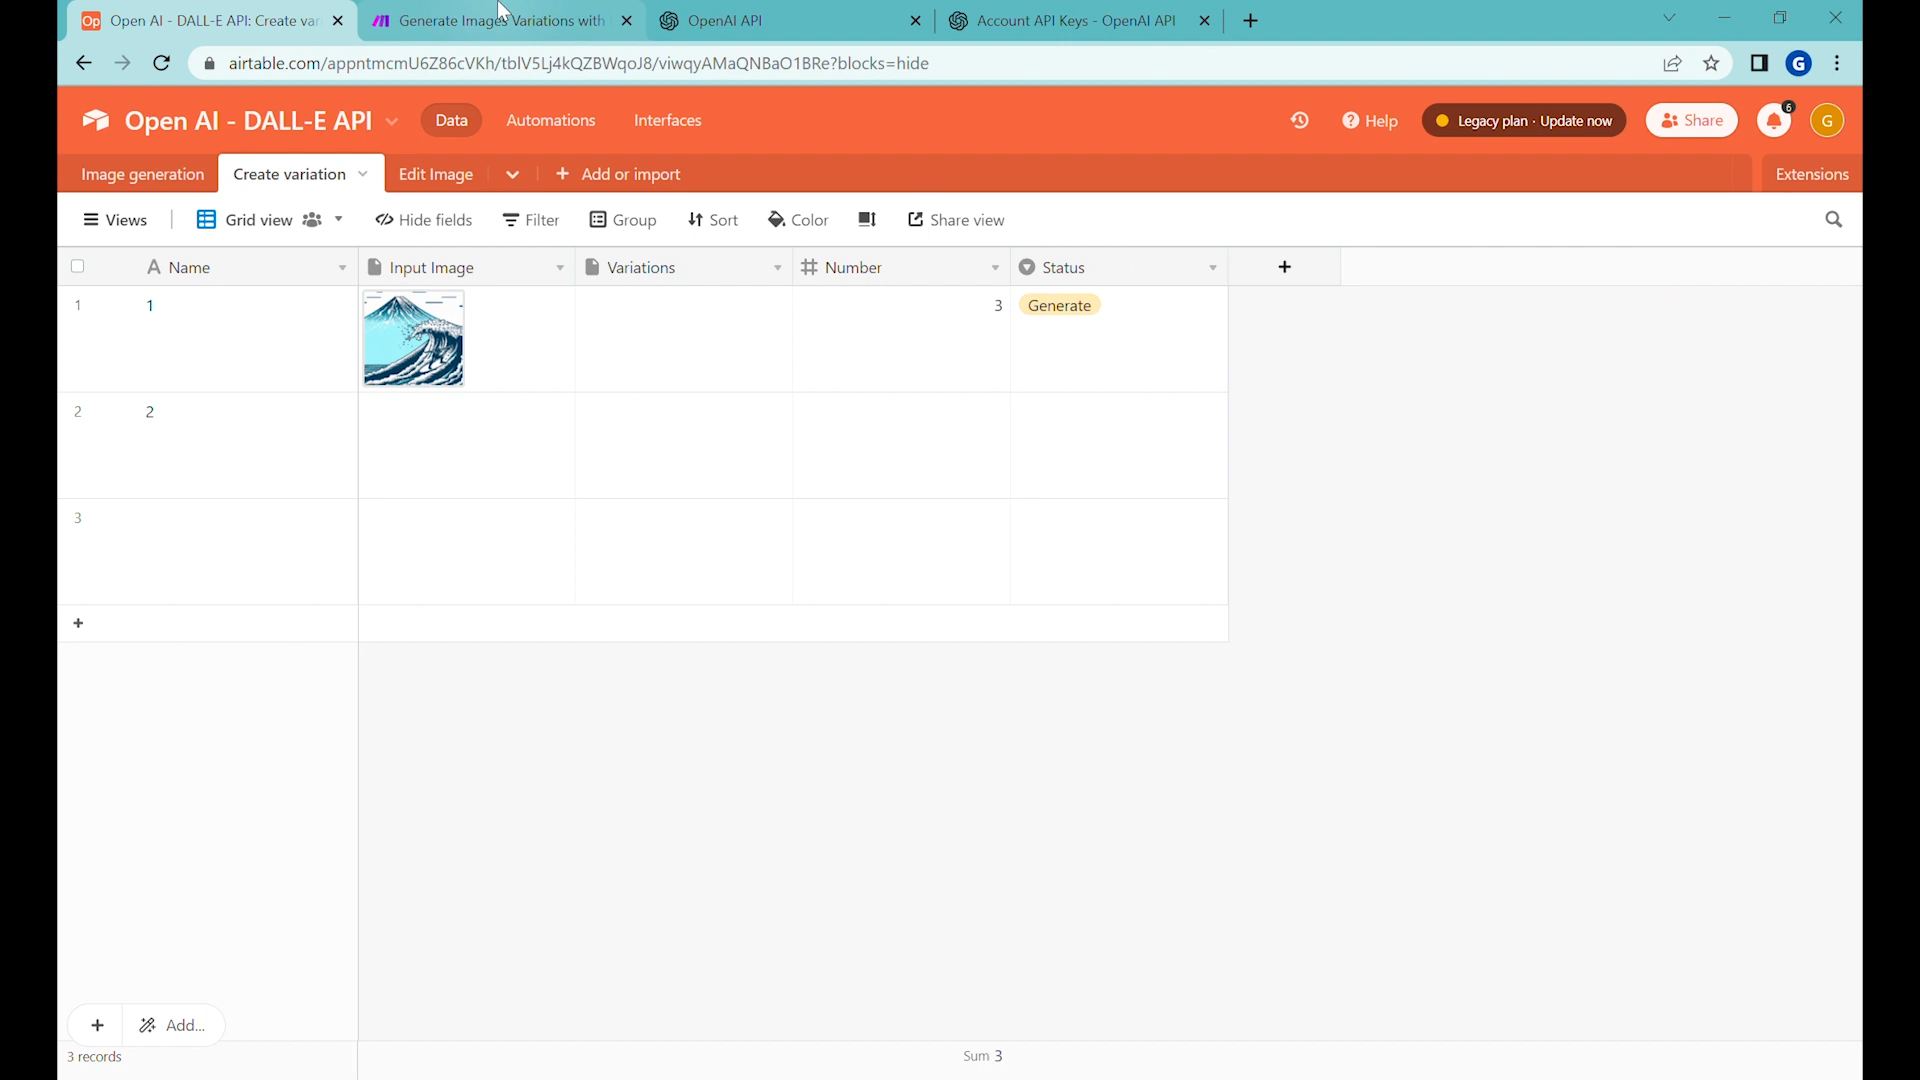 Open AI - DALL-E API: Create var
Generate Images Variations with
OpenAI API
Account API Keys - OpenAI API
airtable.com/appntmcmU6Z86cVKh/tblV5Lj4kQZBWqoJ8/viwqyAMaQNBaO1BRe?blocks=hide
G
Open AI - DALL-E API
Data
Automations
Interfaces
Help
Legacy plan · Update now
Share
6
G
Image generation
Create variation
Edit Image
Add or import
Extensions
Views
Grid view
Hide fields
Filter
Group
Sort
Color
Share view
Name
Input Image
Variations
Number
Status
1 1 3 Generate
2 2
3
Add...
3 records
Sum 3